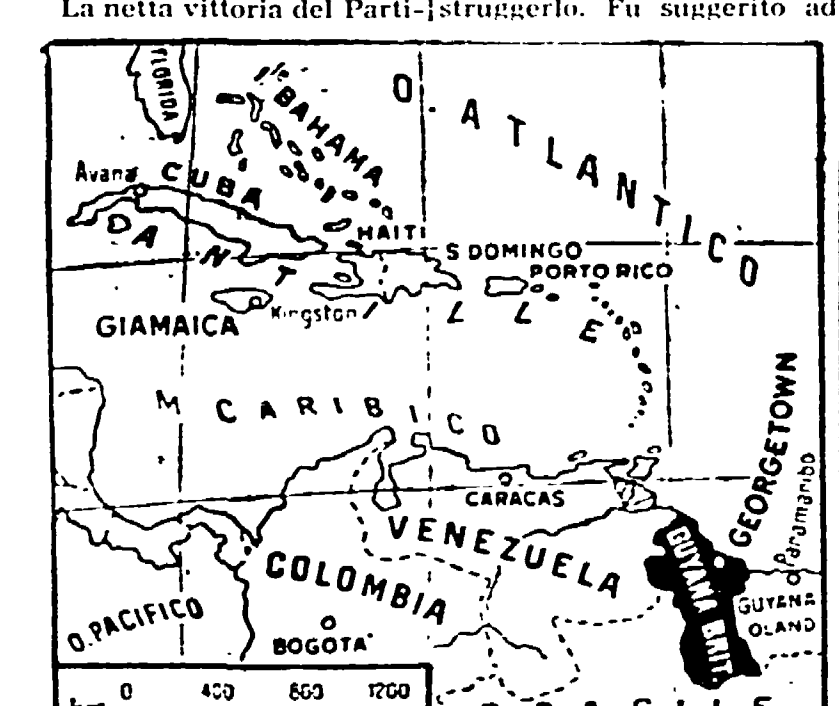 La netta vittoria del Parti- struggerlo. Fu suggerito ad
FLORIDA
BAHAMA
O. ATLANTICO
Avana
CUBA
HAITI
S DOMINGO
PORTO RICO
ANTILLE
Kingston
GIAMAICA
M CARIBICO
GEORGETOWN
Paramaribo
CARACAS
VENEZUELA
COLOMBIA
GUYANA BRIT.
GUYANA
OLAND
O. PACIFICO
BOGOTA'
km 0 400 800 1200